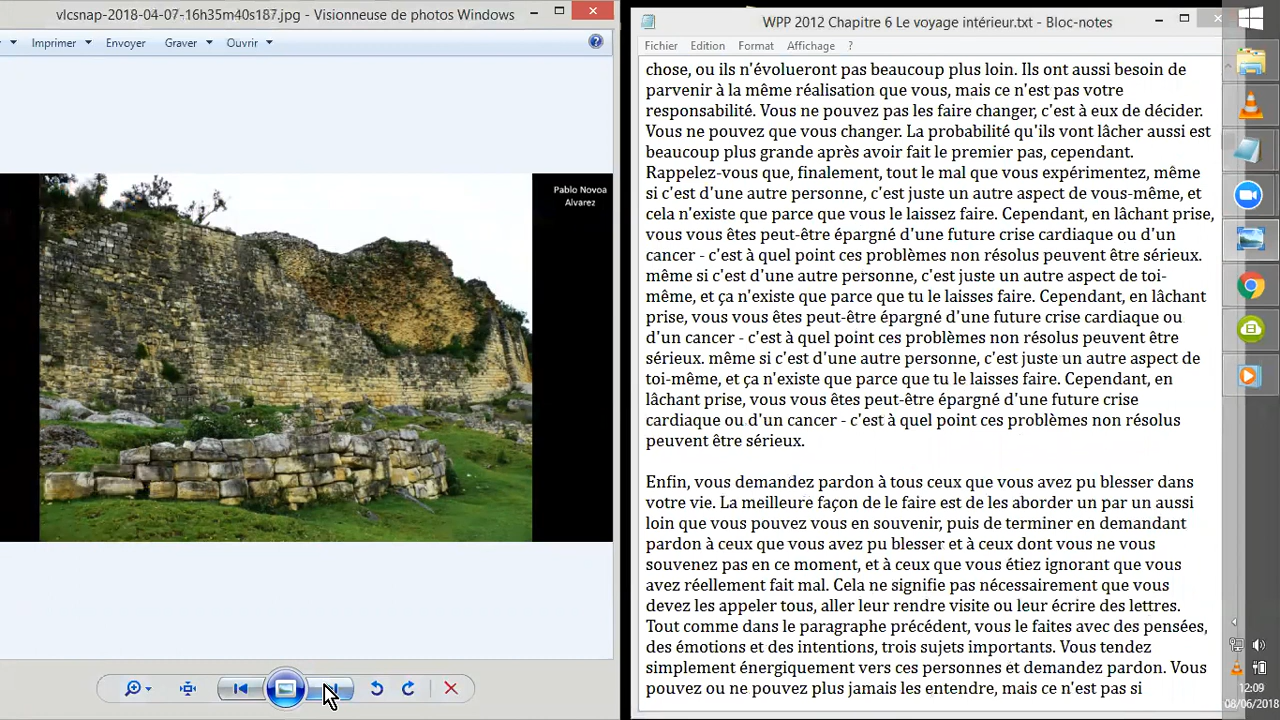 vlcsnap-2018-04-07-16h35m40s187.jpg - Visionneuse de photos Windows
Imprimer Envoyer Graver Ouvrir
Pablo Novoa
Alvarez
WPP 2012 Chapitre 6 Le voyage intérieur.txt - Bloc-notes
Fichier Edition Format Affichage ?
chose, ou ils n'évolueront pas beaucoup plus loin. Ils ont aussi besoin de
parvenir à la même réalisation que vous, mais ce n'est pas votre
responsabilité. Vous ne pouvez pas les faire changer, c'est à eux de décider.
Vous ne pouvez que vous changer. La probabilité qu'ils vont lâcher aussi est
beaucoup plus grande après avoir fait le premier pas, cependant.
Rappelez-vous que, finalement, tout le mal que vous expérimentez, même
si c'est d'une autre personne, c'est juste un autre aspect de vous-même, et
cela n'existe que parce que vous le laissez faire. Cependant, en lâchant prise,
vous vous êtes peut-être épargné d'une future crise cardiaque ou d'un
cancer - c'est à quel point ces problèmes non résolus peuvent être sérieux.
même si c'est d'une autre personne, c'est juste un autre aspect de toi-
même, et ça n'existe que parce que tu le laisses faire. Cependant, en lâchant
prise, vous vous êtes peut-être épargné d'une future crise cardiaque ou
d'un cancer - c'est à quel point ces problèmes non résolus peuvent être
sérieux. même si c'est d'une autre personne, c'est juste un autre aspect de
toi-même, et ça n'existe que parce que tu le laisses faire. Cependant, en
lâchant prise, vous vous êtes peut-être épargné d'une future crise
cardiaque ou d'un cancer - c'est à quel point ces problèmes non résolus
peuvent être sérieux.
Enfin, vous demandez pardon à tous ceux que vous avez pu blesser dans
votre vie. La meilleure façon de le faire est de les aborder un par un aussi
loin que vous pouvez vous en souvenir, puis de terminer en demandant
pardon à ceux que vous avez pu blesser et à ceux dont vous ne vous
souvenez pas en ce moment, et à ceux que vous étiez ignorant que vous
avez réellement fait mal. Cela ne signifie pas nécessairement que vous
devez les appeler tous, aller leur rendre visite ou leur écrire des lettres.
Tout comme dans le paragraphe précédent, vous le faites avec des pensées,
des émotions et des intentions, trois sujets importants. Vous tendez
simplement énergiquement vers ces personnes et demandez pardon. Vous
pouvez ou ne pouvez plus jamais les entendre, mais ce n'est pas si
12:09
08/06/2018